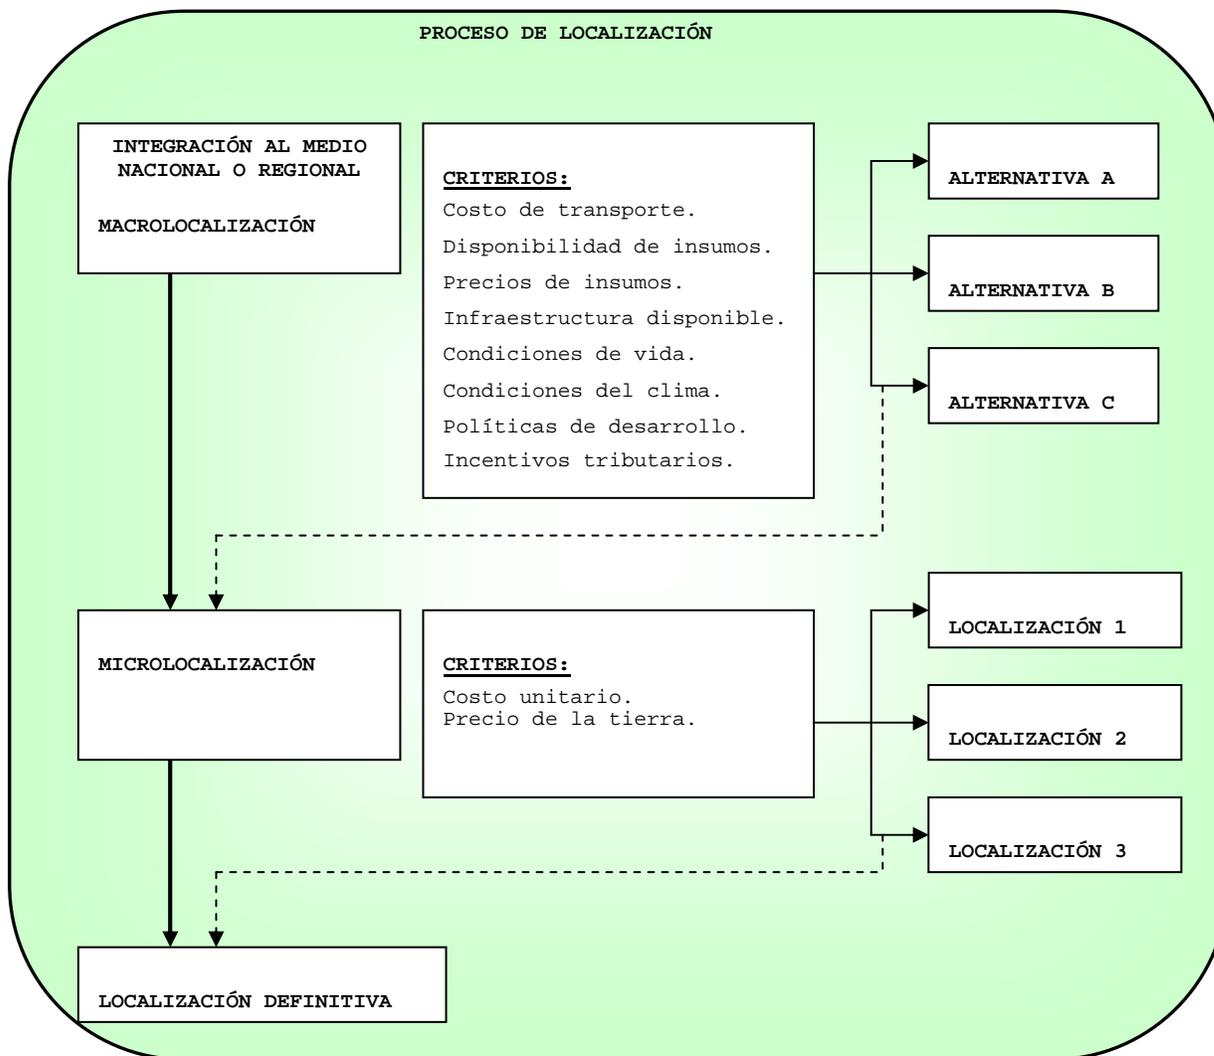 PROCESO DE LOCALIZACIÓN
INTEGRACIÓN AL MEDIO
NACIONAL O REGIONAL
MACROLOCALIZACIÓN
CRITERIOS:
Costo de transporte.
Disponibilidad de insumos.
Precios de insumos.
Infraestructura disponible.
Condiciones de vida.
Condiciones del clima.
Políticas de desarrollo.
Incentivos tributarios.
ALTERNATIVA A
ALTERNATIVA B
ALTERNATIVA C
MICROLOCALIZACIÓN
CRITERIOS:
Costo unitario.
Precio de la tierra.
LOCALIZACIÓN 1
LOCALIZACIÓN 2
LOCALIZACIÓN 3
LOCALIZACIÓN DEFINITIVA